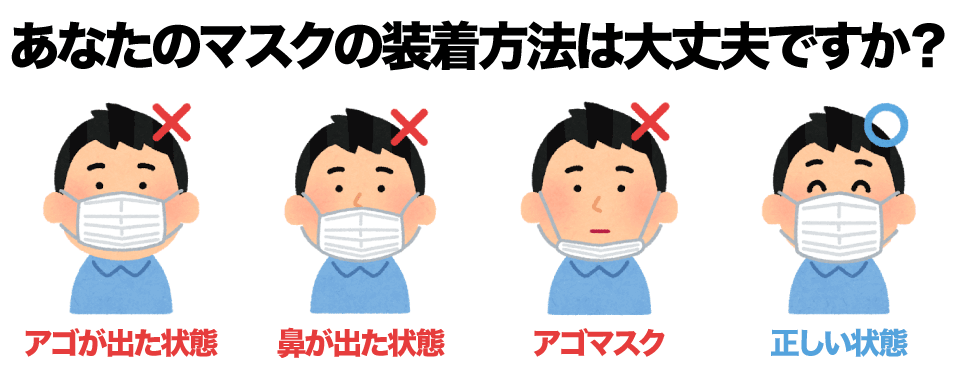 あなたのマスクの装着方法は大丈夫ですか？
アゴが出た状態
鼻が出た状態
アゴマスク
正しい状態